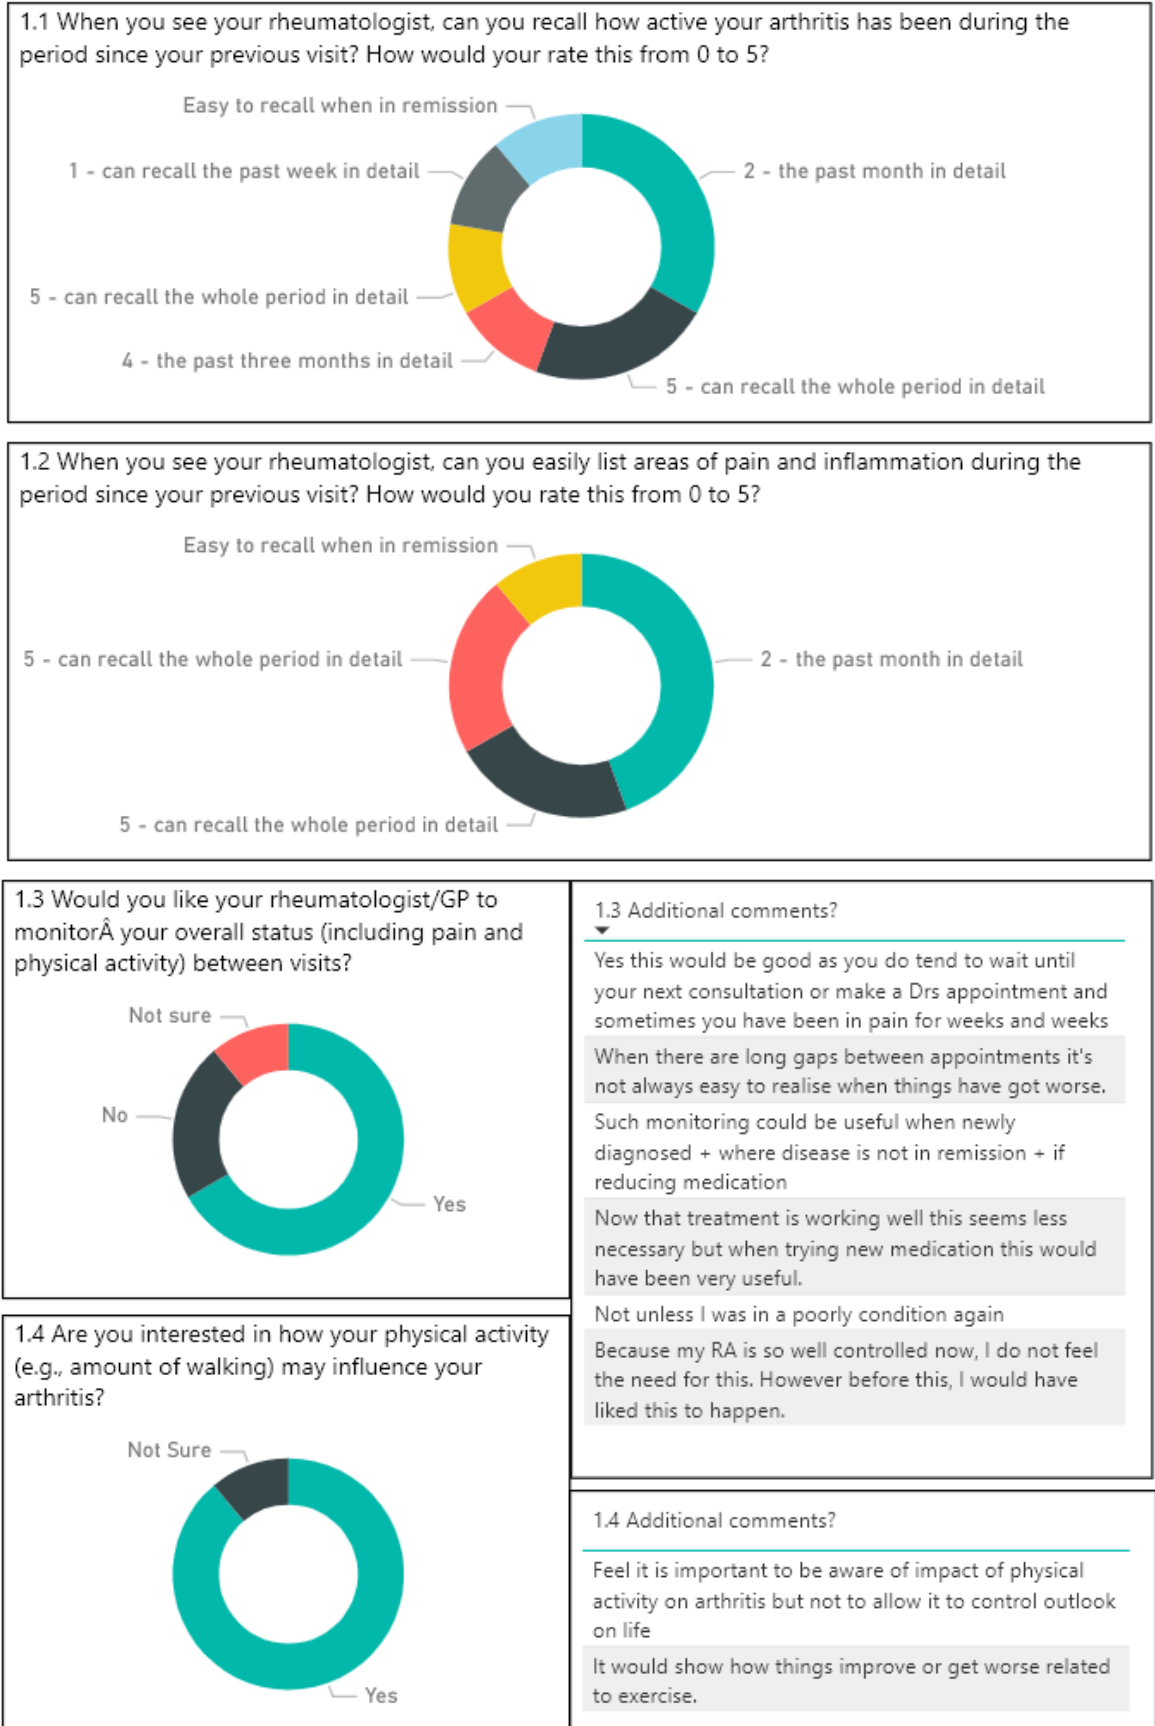 1.1 When you see your rheumatologist, can you recall how active your arthritis has been during the
period since your previous visit? How would your rate this from 0 to 5?
Easy to recall when in remission
1 - can recall the past week in detail
2 - the past month in detail
5 - can recall the whole period in detail
4 - the past three months in detail
5 - can recall the whole period in detail
1.2 When you see your rheumatologist, can you easily list areas of pain and inflammation during the
period since your previous visit? How would you rate this from 0 to 5?
Easy to recall when in remission
5 - can recall the whole period in detail
2 - the past month in detail
5 - can recall the whole period in detail
1.3 Would you like your rheumatologist/GP to
monitorÂ your overall status (including pain and
physical activity) between visits?
Not sure
No
Yes
1.3 Additional comments?
Yes this would be good as you do tend to wait until
your next consultation or make a Drs appointment and
sometimes you have been in pain for weeks and weeks
When there are long gaps between appointments it's
not always easy to realise when things have got worse.
Such monitoring could be useful when newly
diagnosed + where disease is not in remission + if
reducing medication
Now that treatment is working well this seems less
necessary but when trying new medication this would
have been very useful.
Not unless I was in a poorly condition again
Because my RA is so well controlled now, I do not feel
the need for this. However before this, I would have
liked this to happen.
1.4 Are you interested in how your physical activity
(e.g., amount of walking) may influence your
arthritis?
Not Sure
Yes
1.4 Additional comments?
Feel it is important to be aware of impact of physical
activity on arthritis but not to allow it to control outlook
on life
It would show how things improve or get worse related
to exercise.